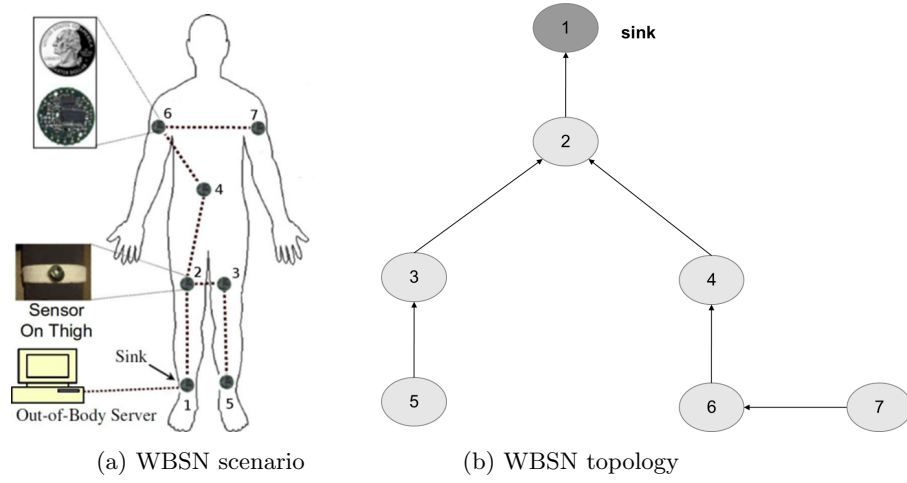 6
7
4
2
3
Sensor
On Thigh
Sink
Out-of-Body Server
1
5
(a) WBSN scenario
1
sink
2
3
4
5
6
7
(b) WBSN topology